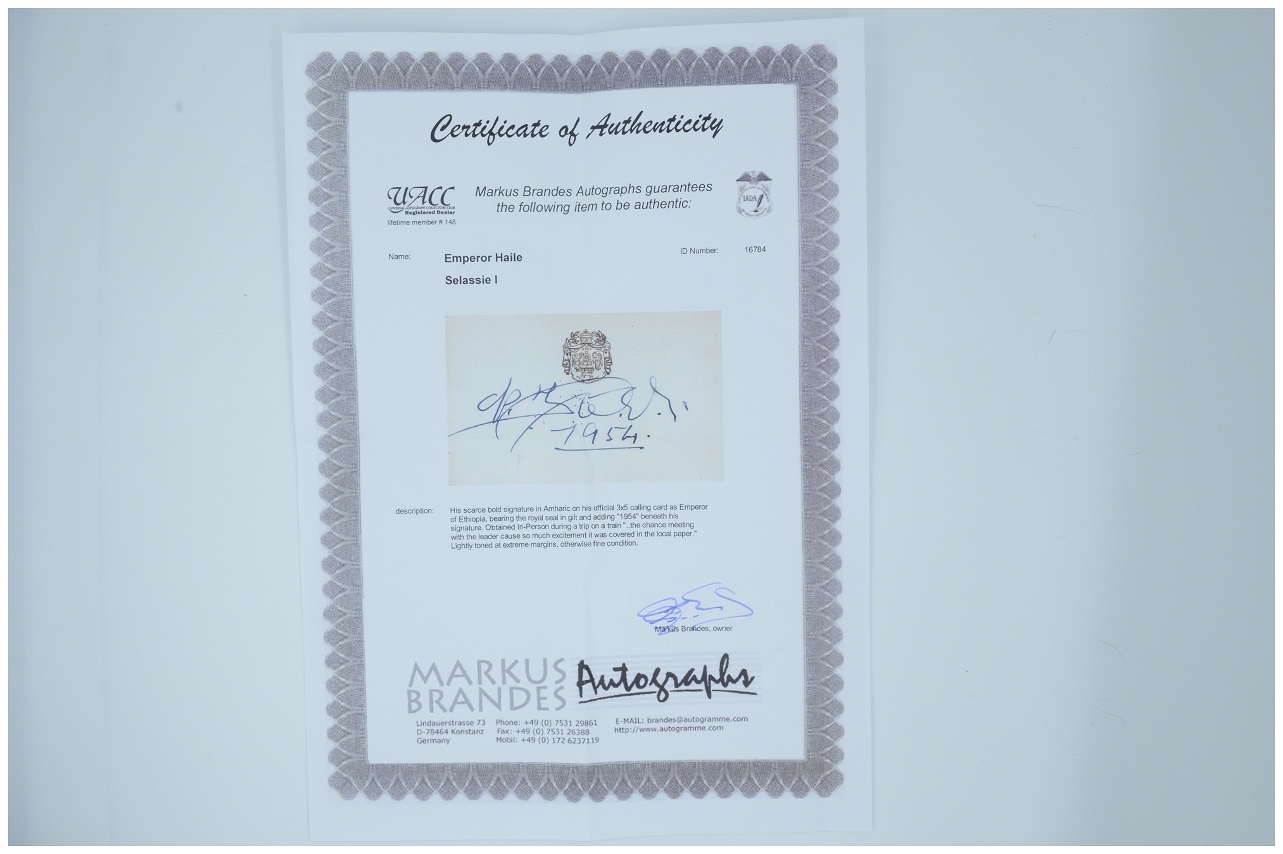 Certificate of Authenticity
UACC
UNIVERSAL AUTOGRAPH COLLECTORS CLUB
Registered Dealer
lifetime member # 148
Markus Brandes Autographs guarantees
the following item to be authentic:
IADA
Name: Emperor Haile
Selassie I
ID Number: 16784
1954.
description: His scarce bold signature in Amharic on his official 3x5 calling card as Emperor
of Ethiopia, bearing the royal seal in gilt and adding "1954" beneath his
signature. Obtained In-Person during a trip on a train "..the chance meeting
with the leader cause so much excitement it was covered in the local paper."
Lightly toned at extreme margins, otherwise fine condition.
Markus Brandes, owner
MARKUS
BRANDES
Autographs
Lindauerstrasse 73
D-78464 Konstanz
Germany
Phone: +49 (0) 7531 29861
Fax: +49 (0) 7531 26388
Mobil: +49 (0) 172 6237119
E-MAIL: brandes@autogramme.com
http://www.autogramme.com